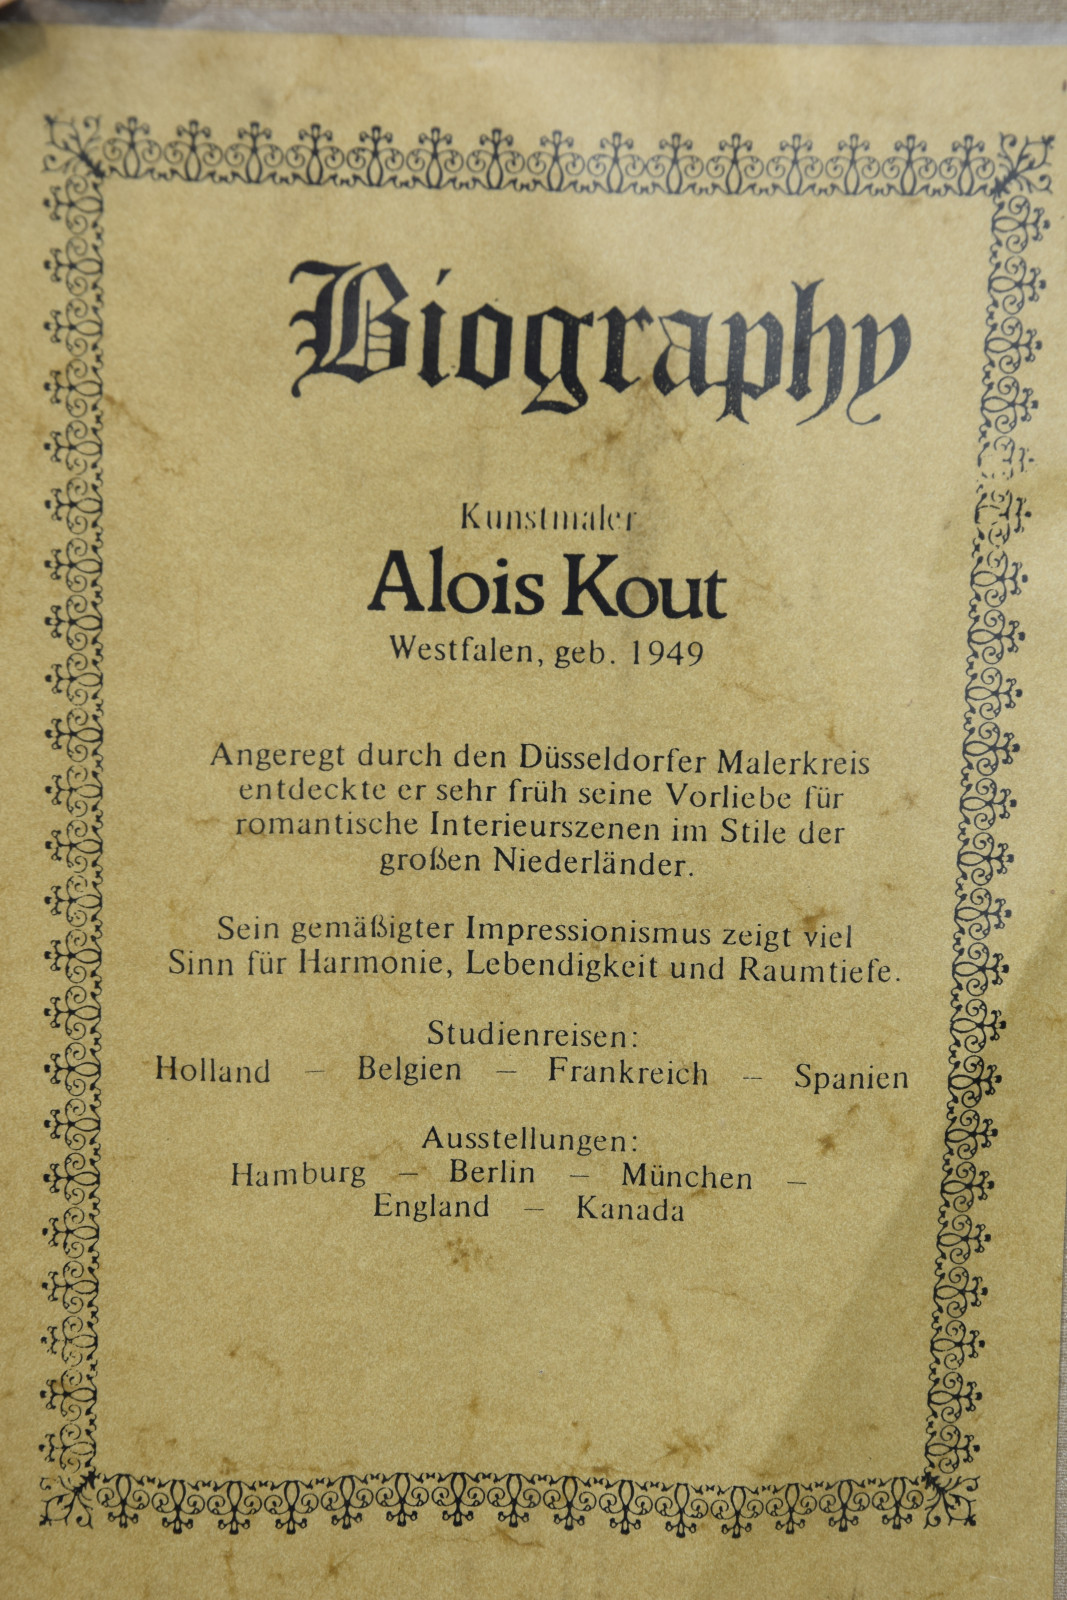 Biography
Kunstmaler
Alois Kout
Westfalen, geb. 1949
Angeregt durch den Düsseldorfer Malerkreis
entdeckte er sehr früh seine Vorliebe für
romantische Interieurszenen im Stile der
großen Niederländer.
Sein gemäßigter Impressionismus zeigt viel
Sinn für Harmonie, Lebendigkeit und Raumtiefe.
Studienreisen:
Holland – Belgien – Frankreich – Spanien
Ausstellungen:
Hamburg – Berlin – München –
England – Kanada